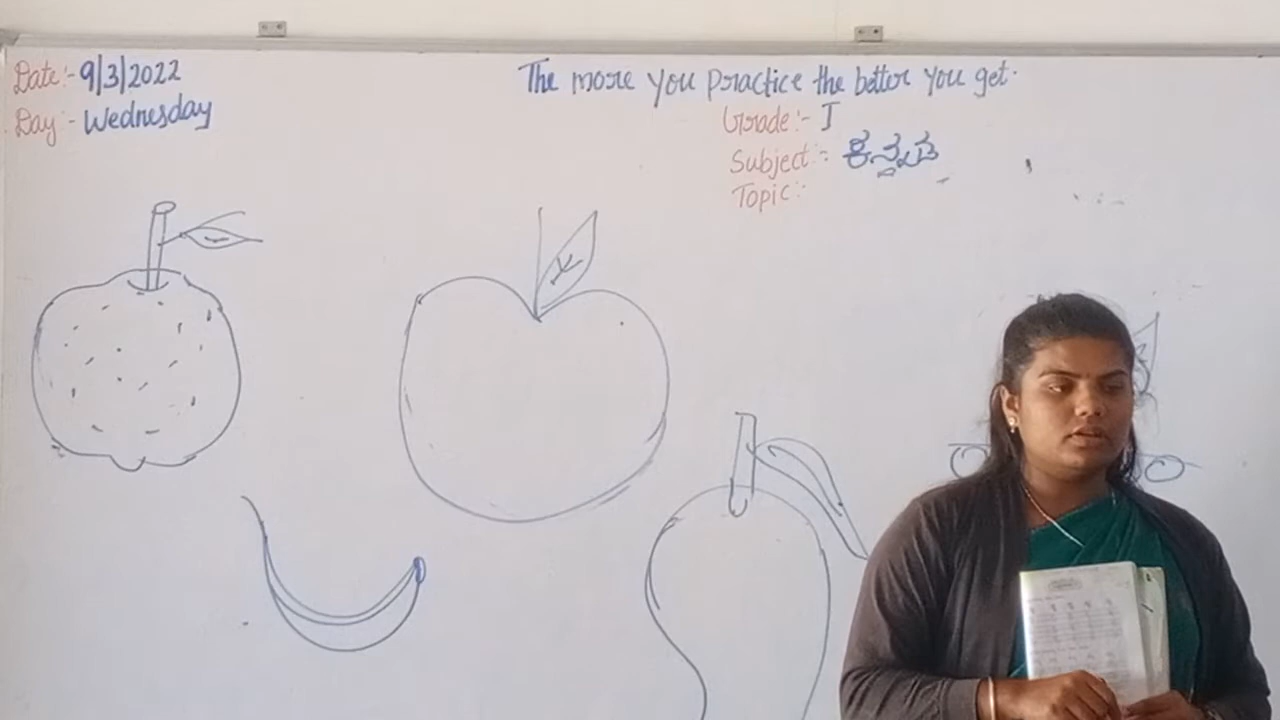 Date:- 9/3/2022
Day:- Wednesday
The more you practice the better you get.
Grade:- I
Subject:- ಕನ್ನಡ
Topic:-